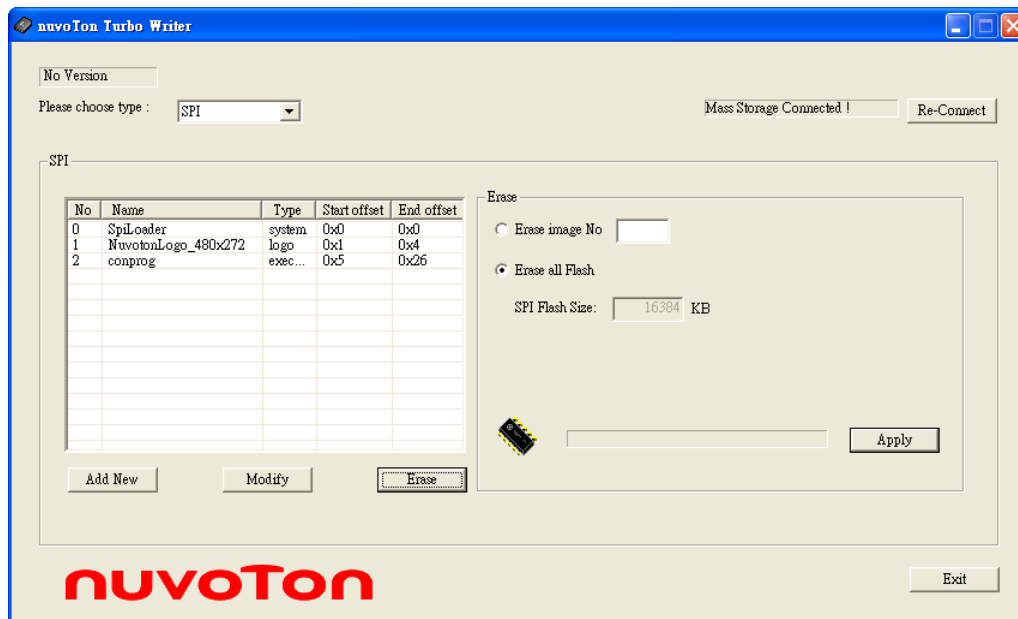 nuvoTon Turbo Writer
No Version
Please choose type :
SPI
Mass Storage Connected !
Re-Connect
SPI
No Name Type Start offset End offset
0 SpiLoader system 0x0 0x0
1 NuvotonLogo_480x272 logo 0x1 0x4
2 conprog exec... 0x5 0x26
Erase
Erase image No
Erase all Flash
SPI Flash Size: 16384 KB
Apply
Add New Modify Erase
nuvoTon
Exit